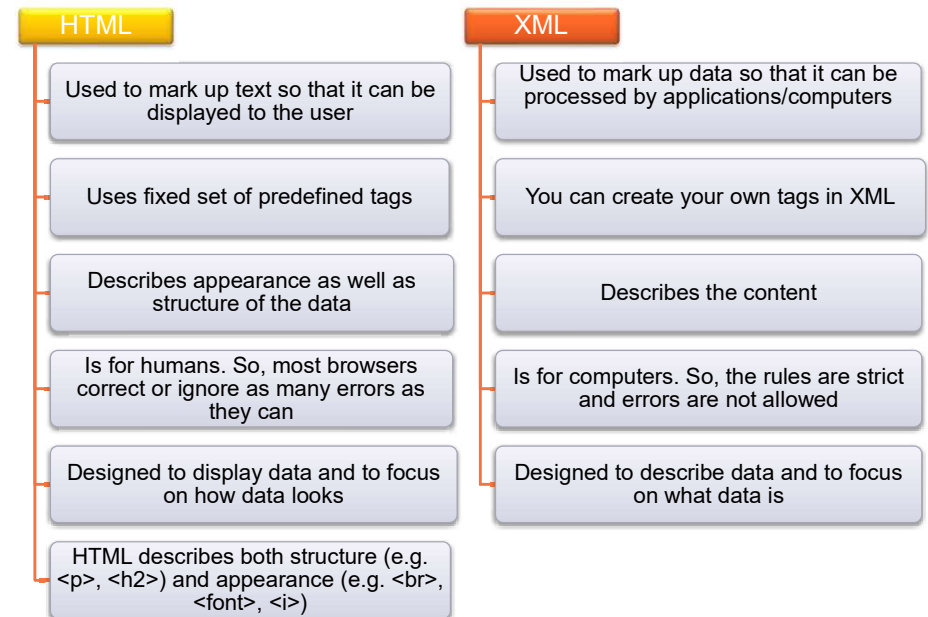 HTML
Used to mark up text so that it can be
displayed to the user
Uses fixed set of predefined tags
Describes appearance as well as
structure of the data
Is for humans. So, most browsers
correct or ignore as many errors as
they can
Designed to display data and to focus
on how data looks
HTML describes both structure (e.g.
<p>, <h2>) and appearance (e.g. <br>,
<font>, <i>)
XML
Used to mark up data so that it can be
processed by applications/computers
You can create your own tags in XML
Describes the content
Is for computers. So, the rules are strict
and errors are not allowed
Designed to describe data and to focus
on what data is